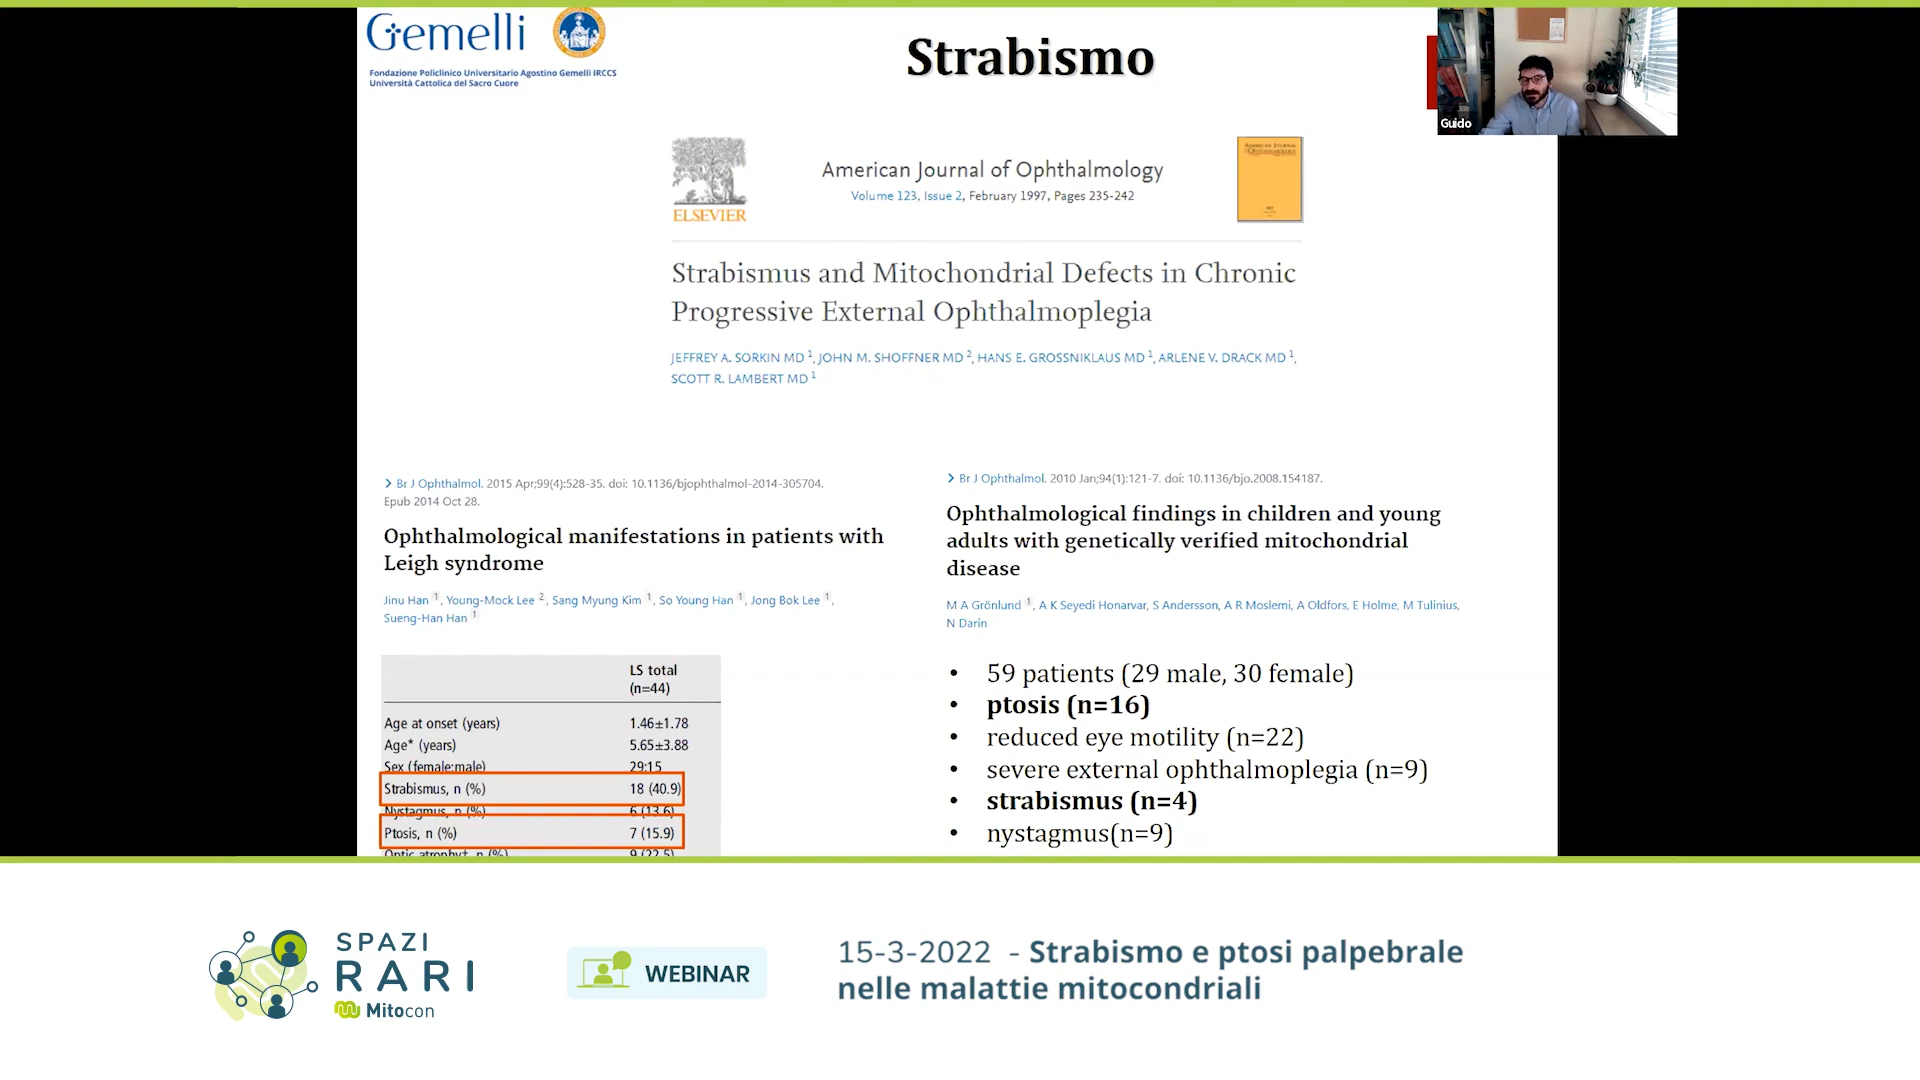 Gemelli
Fondazione Policlinico Universitario Agostino Gemelli IRCCS
Università Cattolica del Sacro Cuore
Strabismo
Guido
ELSEVIER
American Journal of Ophthalmology
Volume 123, Issue 2, February 1997, Pages 235-242
AMERICAN JOURNAL
OF OPHTHALMOLOGY
Strabismus and Mitochondrial Defects in Chronic
Progressive External Ophthalmoplegia
JEFFREY A. SORKIN MD 1, JOHN M. SHOFFNER MD 2, HANS E. GROSSNIKLAUS MD 1, ARLENE V. DRACK MD 1,
SCOTT R. LAMBERT MD 1
> Br J Ophthalmol. 2015 Apr;99(4):528-35. doi: 10.1136/bjophthalmol-2014-305704.
Epub 2014 Oct 28.
Ophthalmological manifestations in patients with
Leigh syndrome
Jinu Han 1, Young-Mock Lee 2, Sang Myung Kim 1, So Young Han 1, Jong Bok Lee 1,
Sueng-Han Han 1
LS total
(n=44)
Age at onset (years) 1.46±1.78
Age* (years) 5.65±3.88
Sex (female:male) 29:15
Strabismus, n (%) 18 (40.9)
Nystagmus, n (%) 6 (13.6)
Ptosis, n (%) 7 (15.9)
Optic atrophy†, n (%) 9 (22.5)
> Br J Ophthalmol. 2010 Jan;94(1):121-7. doi: 10.1136/bjo.2008.154187.
Ophthalmological findings in children and young
adults with genetically verified mitochondrial
disease
M A Grönlund 1, A K Seyedi Honarvar, S Andersson, A R Moslemi, A Oldfors, E Holme, M Tulinius,
N Darin
• 59 patients (29 male, 30 female)
• ptosis (n=16)
• reduced eye motility (n=22)
• severe external ophthalmoplegia (n=9)
• strabismus (n=4)
• nystagmus(n=9)
SPAZI
RARI
Mitocon
WEBINAR
15-3-2022 - Strabismo e ptosi palpebrale
nelle malattie mitocondriali